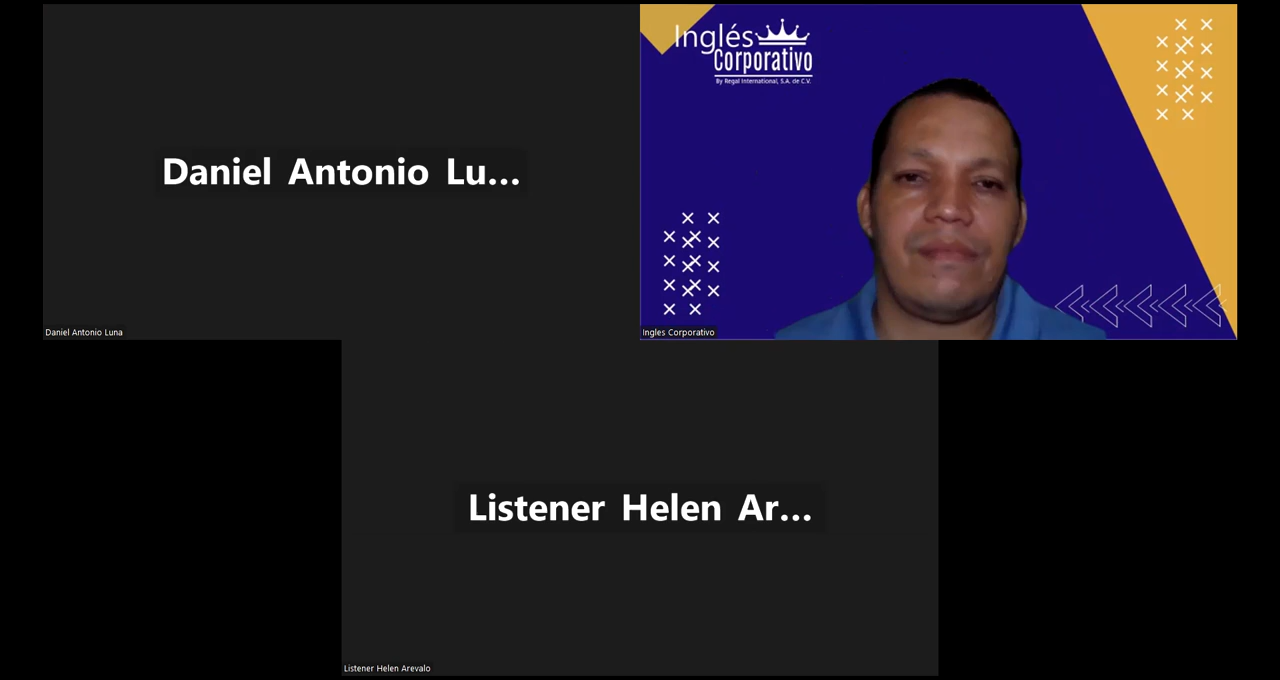 Daniel Antonio Lu...
Daniel Antonio Luna
Inglés
Corporativo
By Regal International, S.A. de C.V.
Ingles Corporativo
Listener Helen Ar...
Listener Helen Arevalo